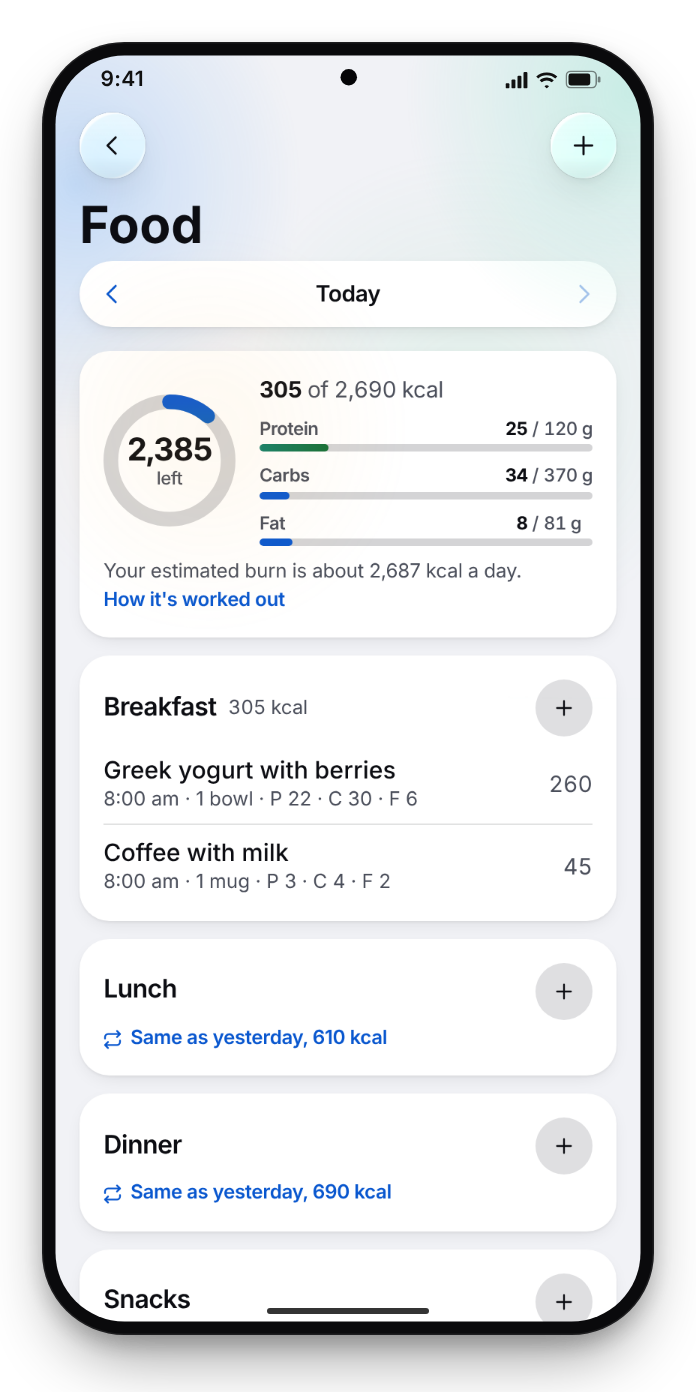 9:41
Food
Today
2,385
left
305 of 2,690 kcal
Protein 25 / 120 g
Carbs 34 / 370 g
Fat 8 / 81 g
Your estimated burn is about 2,687 kcal a day.
How it's worked out
Breakfast 305 kcal
Greek yogurt with berries
8:00 am · 1 bowl · P 22 · C 30 · F 6
260
Coffee with milk
8:00 am · 1 mug · P 3 · C 4 · F 2
45
Lunch
Same as yesterday, 610 kcal
Dinner
Same as yesterday, 690 kcal
Snacks